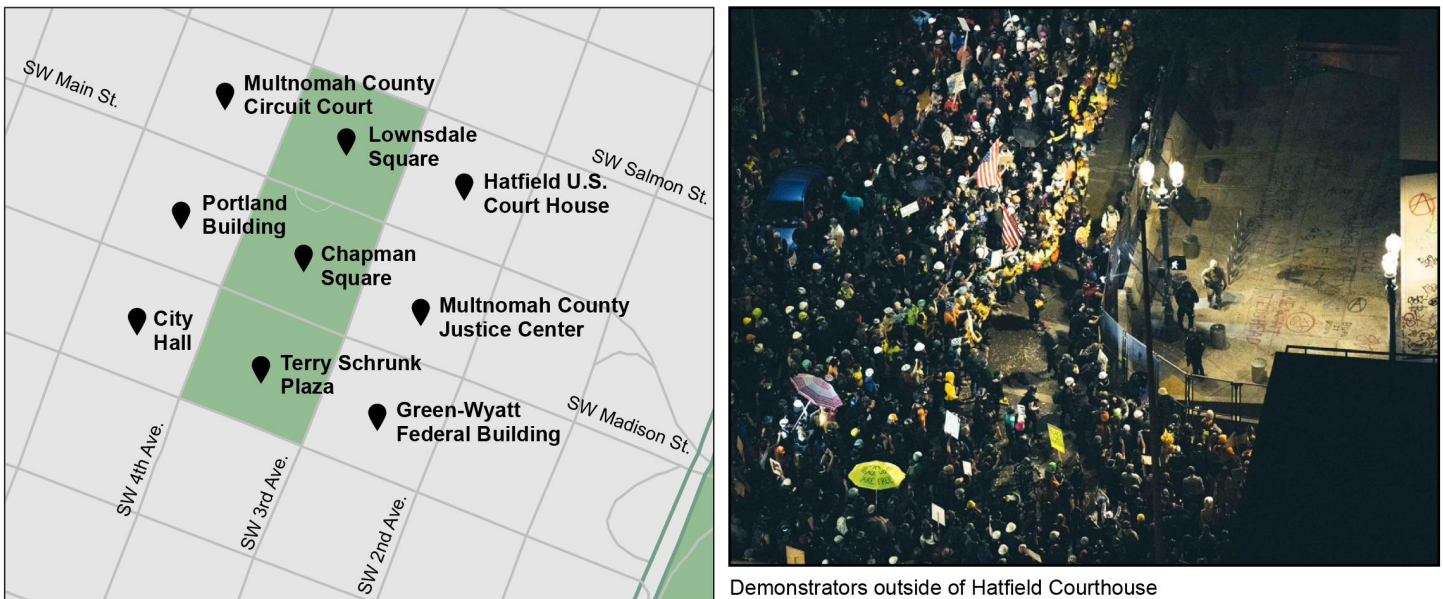 SW Main St.
Multnomah County
Circuit Court
Lownsdale
Square
SW Salmon St.
Hatfield U.S.
Court House
Portland
Building
Chapman
Square
Multnomah County
Justice Center
City
Hall
Terry Schrunk
Plaza
Green-Wyatt
Federal Building
SW Madison St.
SW 4th Ave.
SW 3rd Ave.
SW 2nd Ave.
Demonstrators outside of Hatfield Courthouse